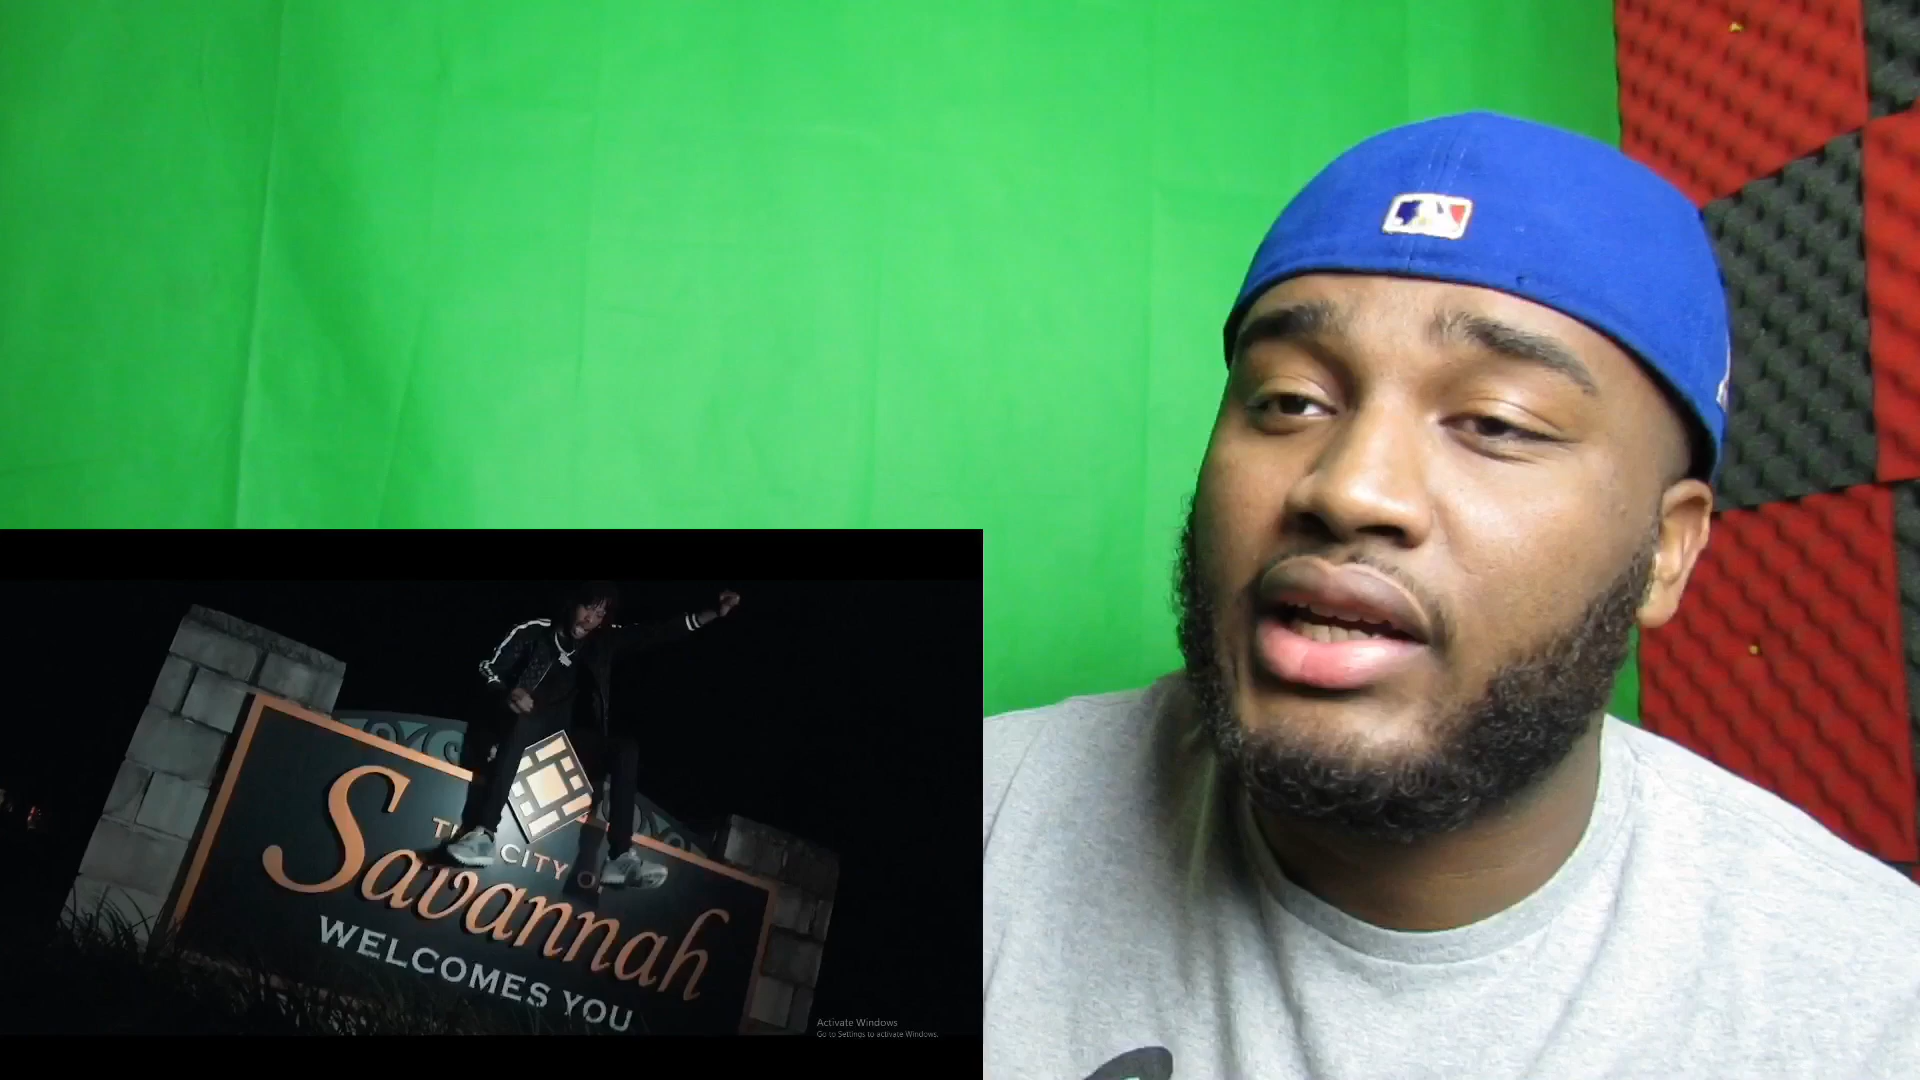 THE CITY OF
Savannah
WELCOMES YOU
Activate Windows
Go to Settings to activate Windows.